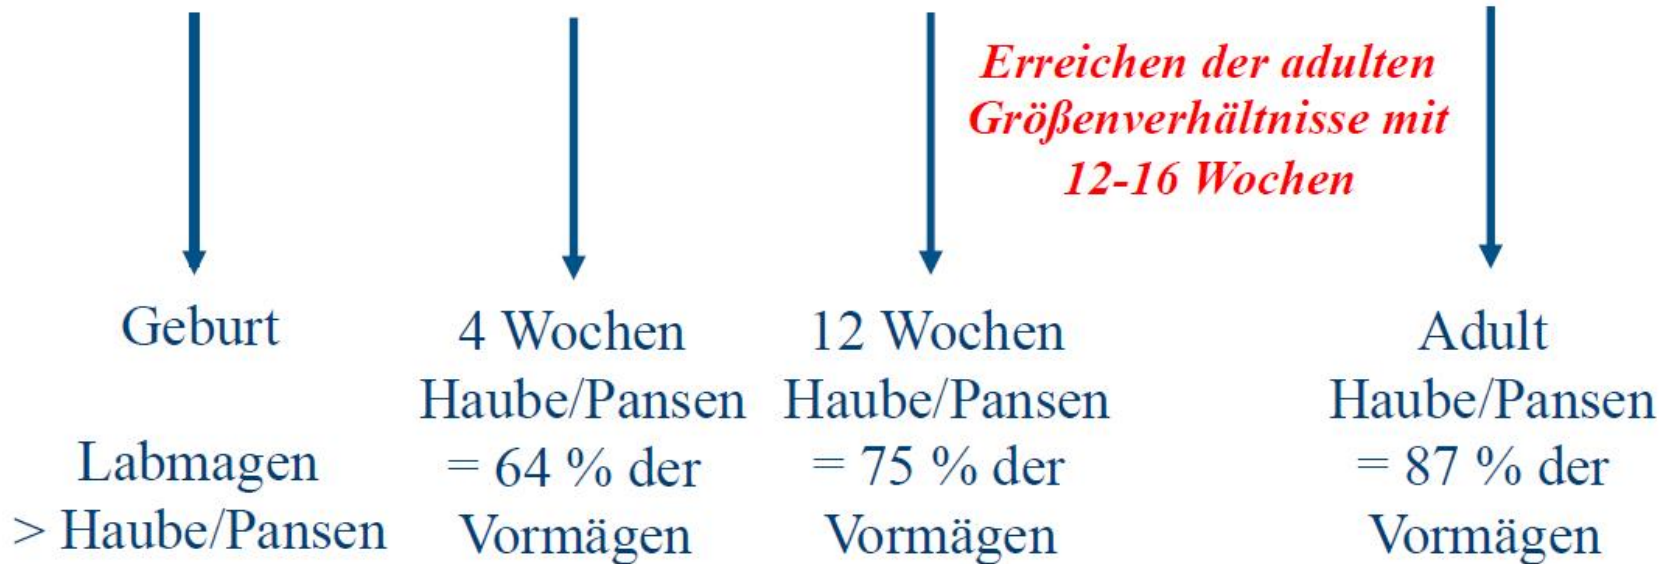 Erreichen der adulten
Größenverhältnisse mit
12-16 Wochen
Geburt
Labmagen
> Haube/Pansen
4 Wochen
Haube/Pansen
= 64 % der
Vormägen
12 Wochen
Haube/Pansen
= 75 % der
Vormägen
Adult
Haube/Pansen
= 87 % der
Vormägen